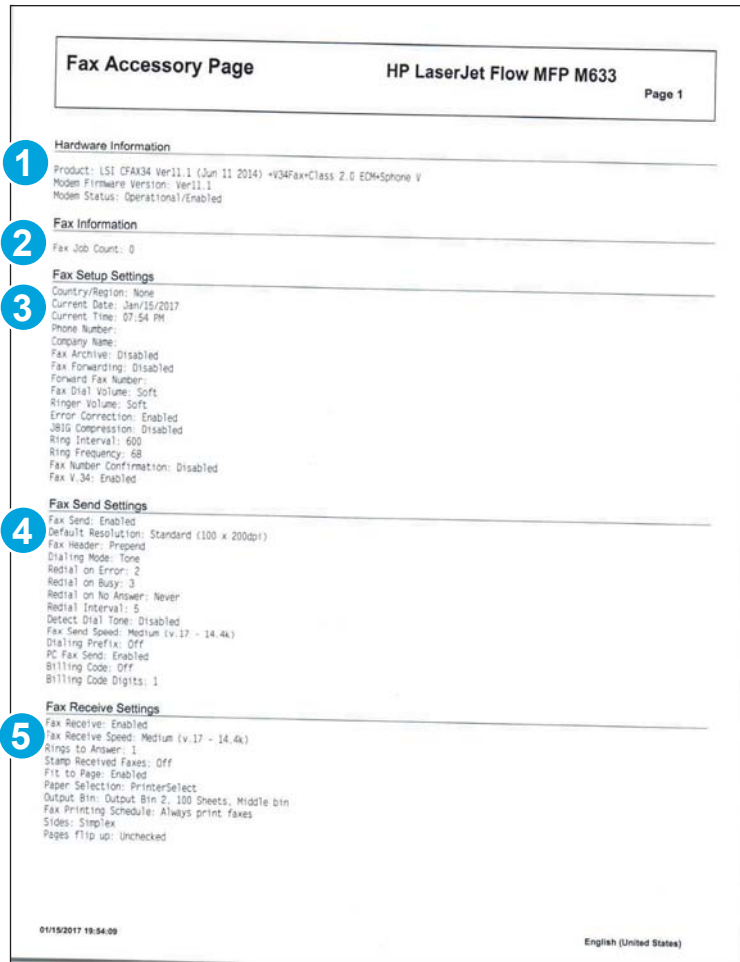 Fax Accessory Page
HP LaserJet Flow MFP M633
Page 1
1
Hardware Information
Product: LSI CFAX34 Ver11.1 (Jun 11 2014) +V34Fax+Class 2.0 ECM+Sphone V
Modem Firmware Version: Ver11.1
Modem Status: Operational/Enabled
2
Fax Information
Fax Job Count: 0
3
Fax Setup Settings
Country/Region: None
Current Date: Jan/15/2017
Current Time: 07:54 PM
Phone Number:
Company Name:
Fax Archive: Disabled
Fax Forwarding: Disabled
Forward Fax Number:
Fax Dial Volume: Soft
Ringer Volume: Soft
Error Correction: Enabled
JBIG Compression: Disabled
Ring Interval: 600
Ring Frequency: 68
Fax Number Confirmation: Disabled
Fax V.34: Enabled
4
Fax Send Settings
Fax Send: Enabled
Default Resolution: Standard (100 x 200dpi)
Fax Header: Prepend
Dialing Mode: Tone
Redial on Error: 2
Redial on Busy: 3
Redial on No Answer: Never
Redial Interval: 5
Detect Dial Tone: Disabled
Fax Send Speed: Medium (v.17 - 14.4k)
Dialing Prefix: Off
PC Fax Send: Enabled
Billing Code: Off
Billing Code Digits: 1
5
Fax Receive Settings
Fax Receive: Enabled
Fax Receive Speed: Medium (v.17 - 14.4k)
Rings to Answer: 1
Stamp Received Faxes: Off
Fit to Page: Enabled
Paper Selection: PrinterSelect
Output Bin: Output Bin 2, 100 Sheets, Middle bin
Fax Printing Schedule: Always print faxes
Sides: Simplex
Pages flip up: Unchecked
01/15/2017 19:54:09
English (United States)